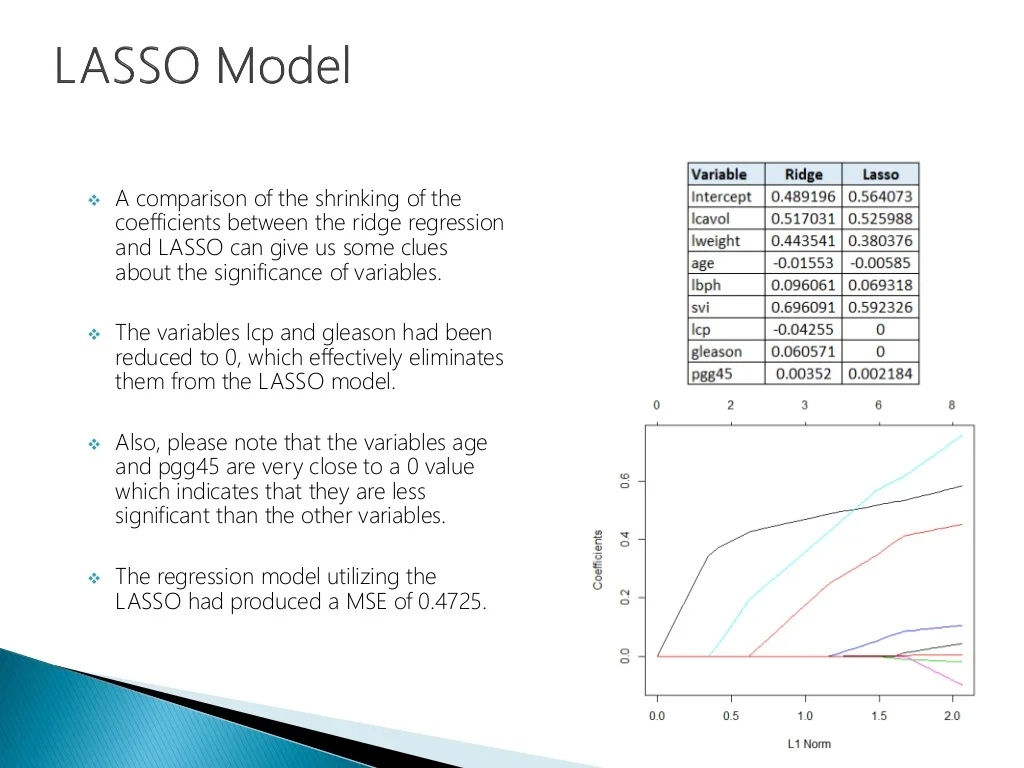 LASSO Model
❖ A comparison of the shrinking of the
coefficients between the ridge regression
and LASSO can give us some clues
about the significance of variables.
❖ The variables lcp and gleason had been
reduced to 0, which effectively eliminates
them from the LASSO model.
❖ Also, please note that the variables age
and pgg45 are very close to a 0 value
which indicates that they are less
significant than the other variables.
❖ The regression model utilizing the
LASSO had produced a MSE of 0.4725.
Variable Ridge Lasso
Intercept 0.489196 0.564073
lcavol 0.517031 0.525988
lweight 0.443541 0.380376
age -0.01553 -0.00585
lbph 0.096061 0.069318
svi 0.696091 0.592326
lcp -0.04255 0
gleason 0.060571 0
pgg45 0.00352 0.002184
0 2 3 6 8
0.6
0.4
0.2
0.0
Coefficients
0.0 0.5 1.0 1.5 2.0
L1 Norm